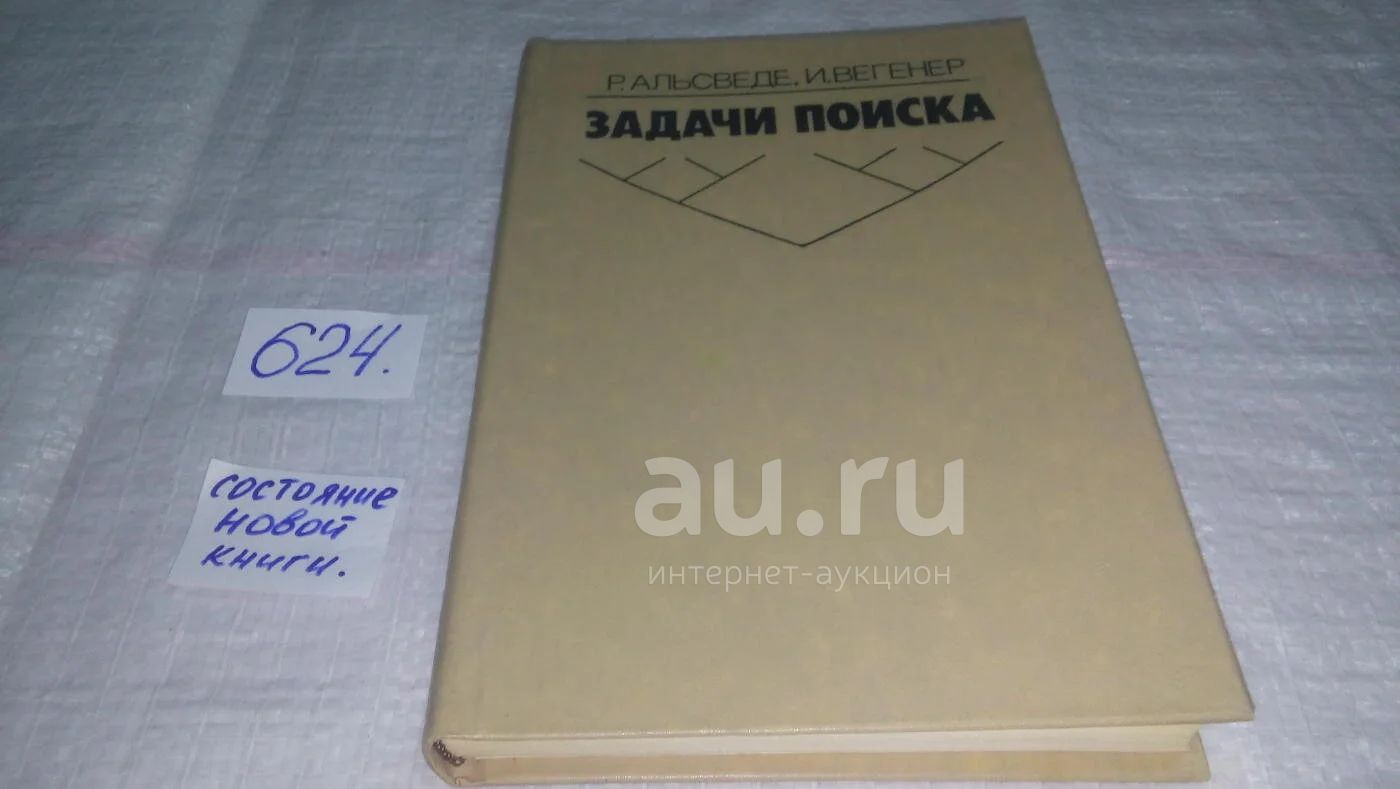 Р. АЛЬСВЕДЕ, И. ВЕГЕНЕР
ЗАДАЧИ ПОИСКА
624.
состояние
новой
книги.
au.ru
интернет-аукцион